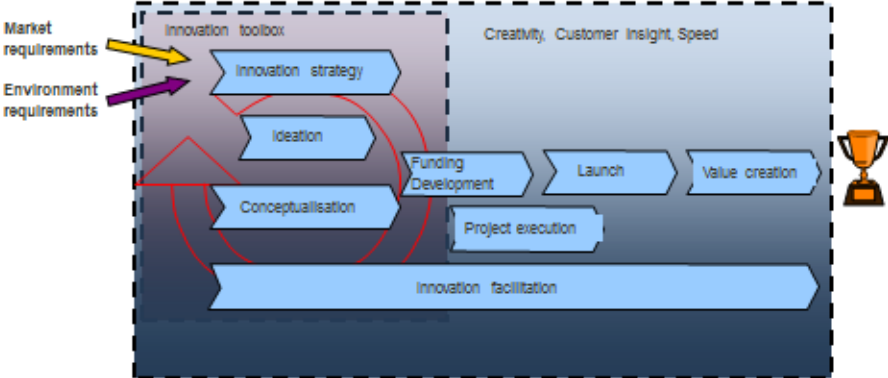 Market
requirements
Environment
requirements
Innovation toolbox
Creativity, Customer Insight, Speed
Innovation strategy
Ideation
Conceptualisation
Funding
Development
Launch
Value creation
Project execution
Innovation facilitation